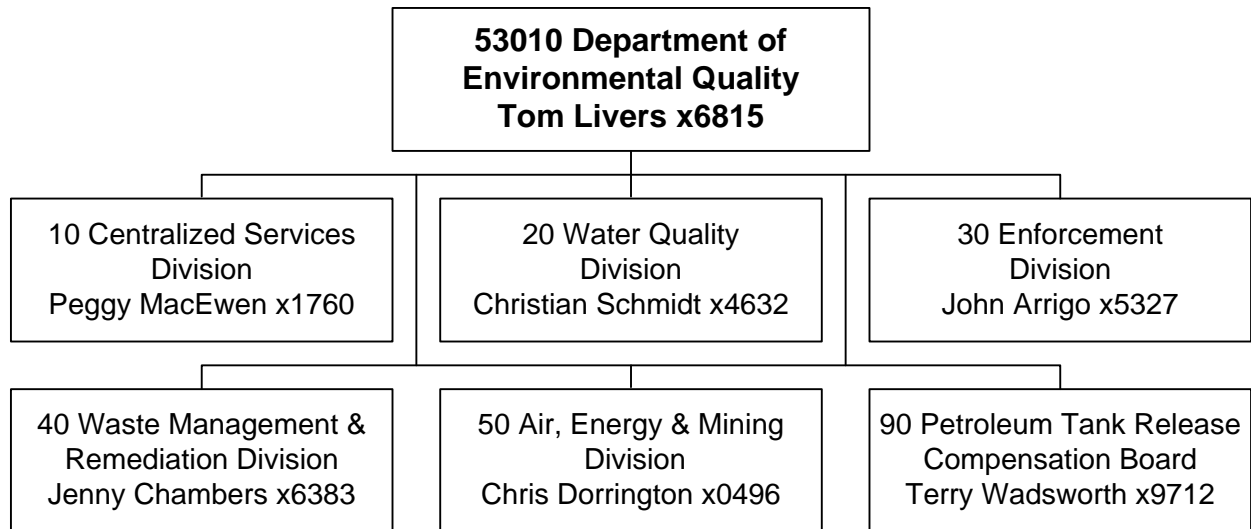 53010 Department of
Environmental Quality
Tom Livers x6815
10 Centralized Services
Division
Peggy MacEwen x1760
20 Water Quality
Division
Christian Schmidt x4632
30 Enforcement
Division
John Arrigo x5327
40 Waste Management &
Remediation Division
Jenny Chambers x6383
50 Air, Energy & Mining
Division
Chris Dorrington x0496
90 Petroleum Tank Release
Compensation Board
Terry Wadsworth x9712